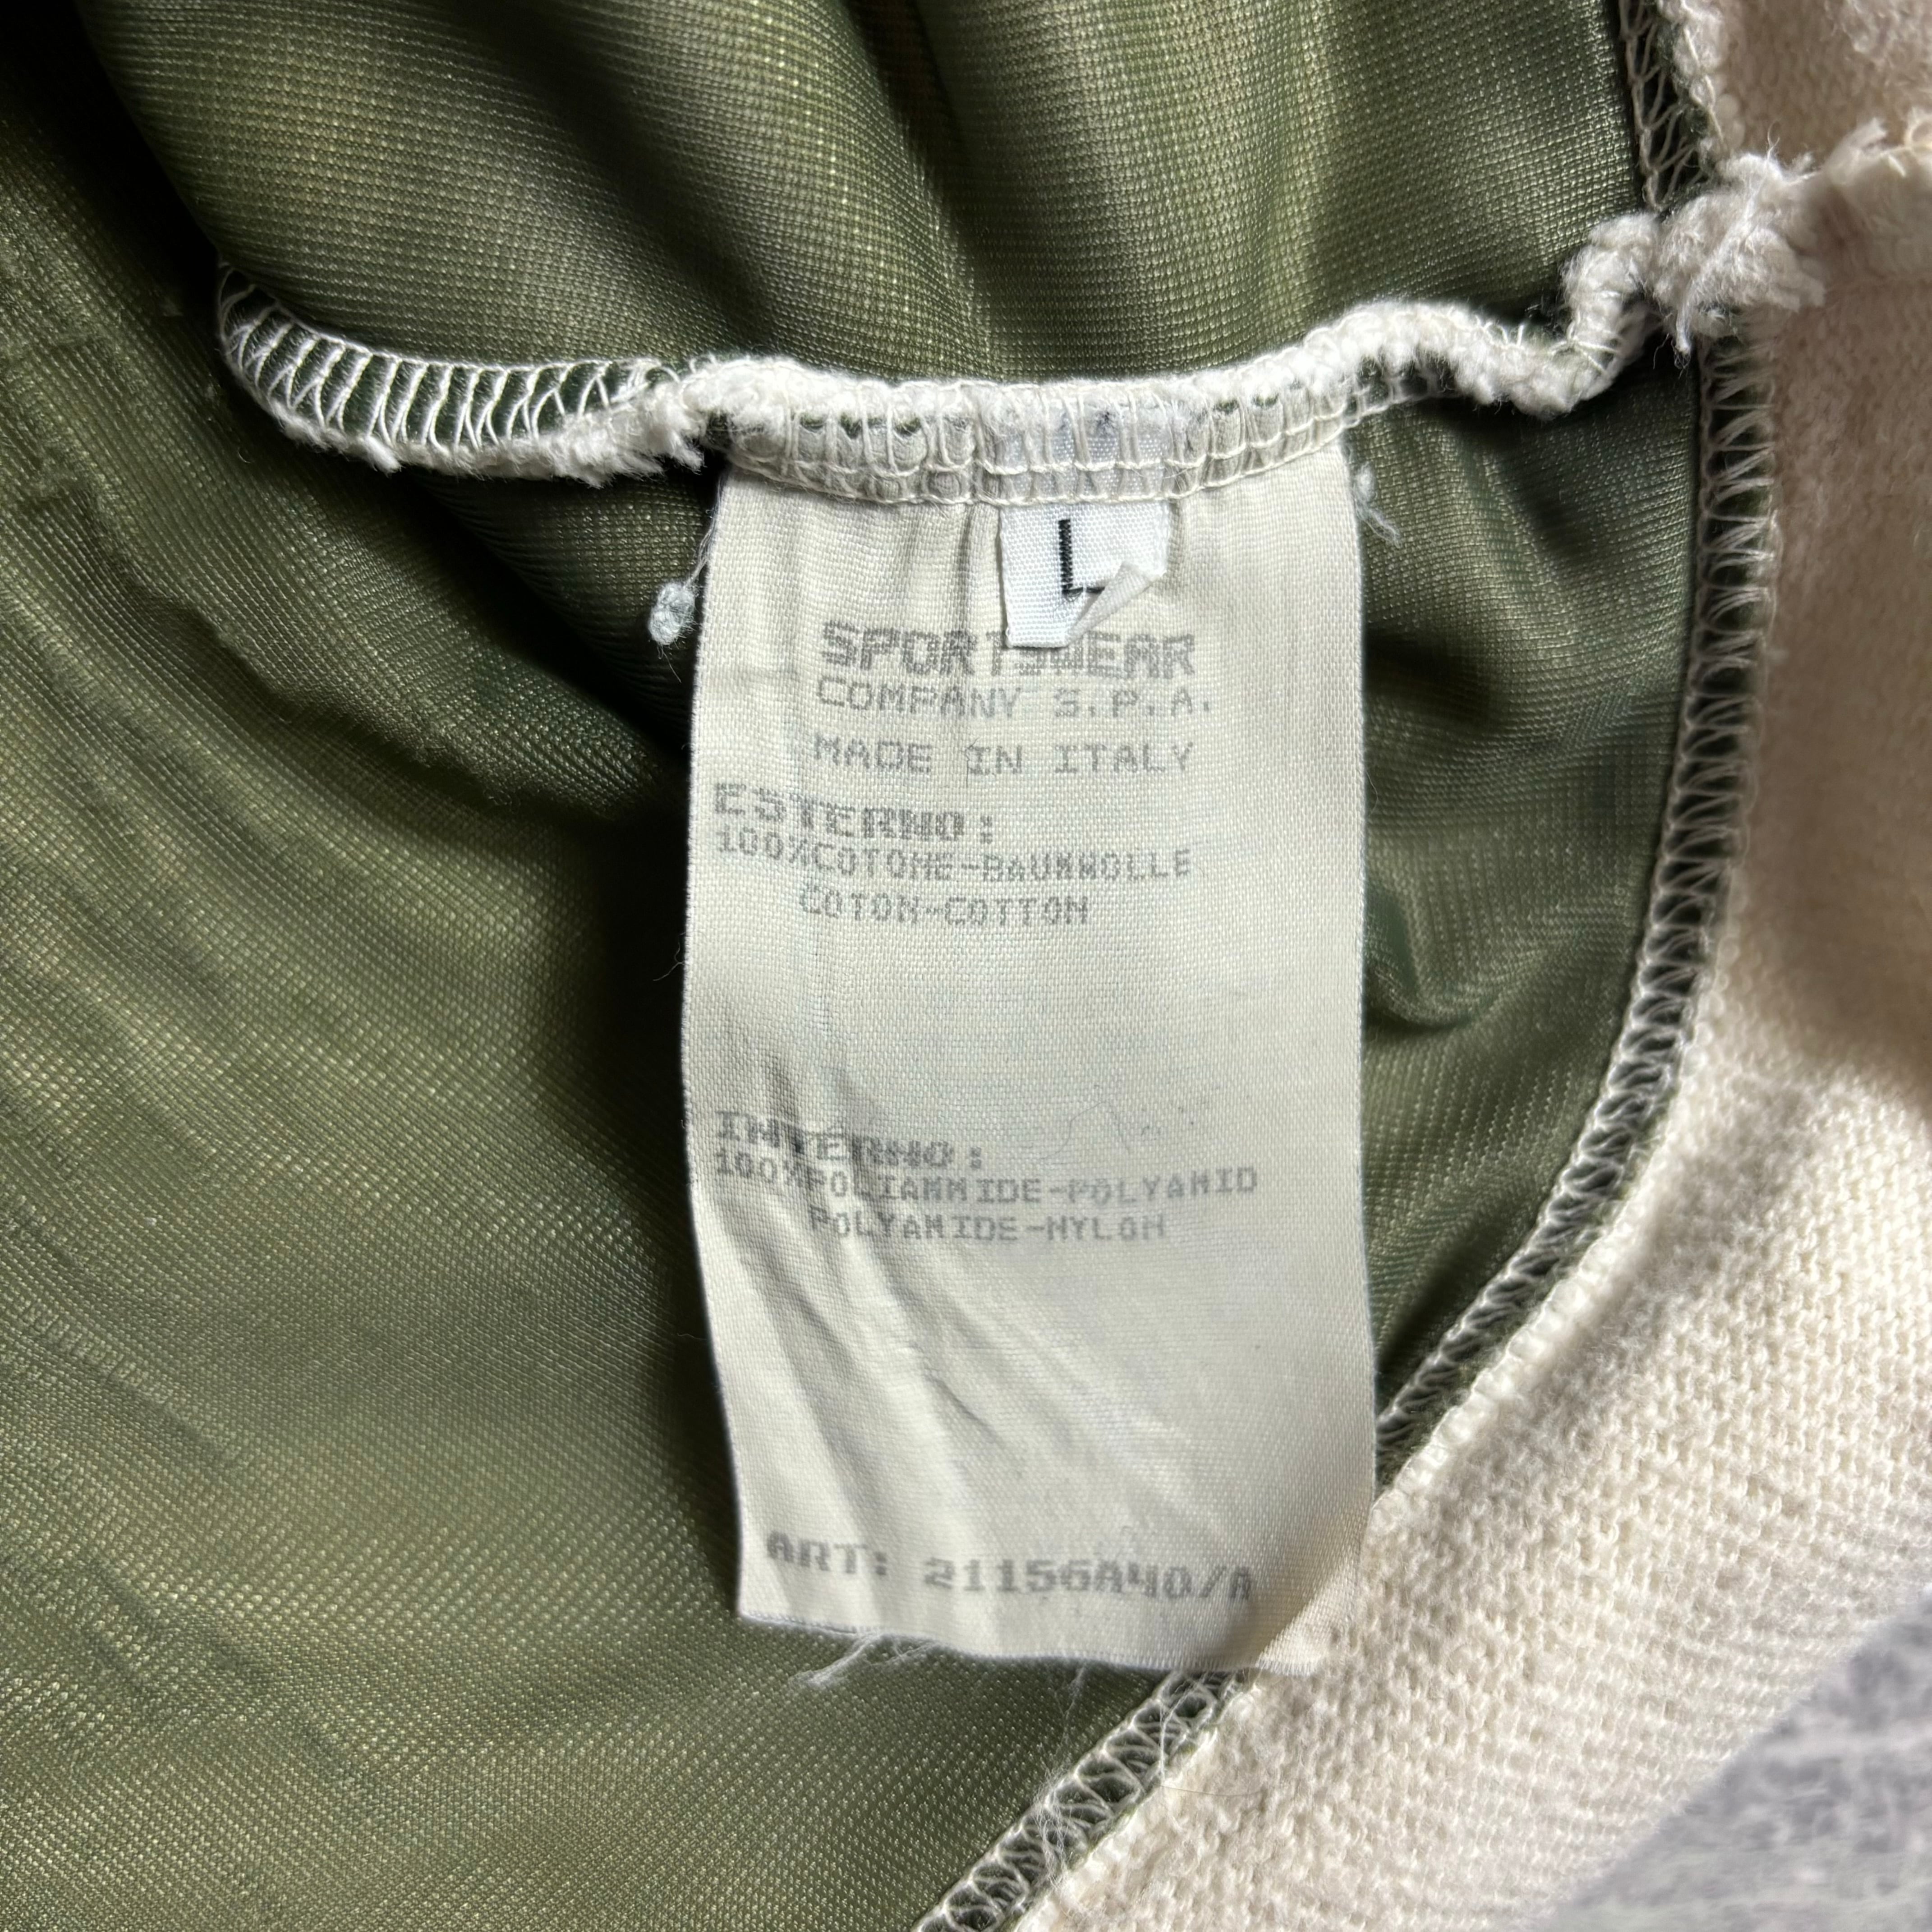 L
SPORTSWEAR
COMPANY S.P.A.
MADE IN ITALY
ESTERNO:
100%COTONE-BAUMWOLLE
COTON-COTTON
INTERNO:
100%POLIAMMIDE-POLYAMID
POLYAMIDE-NYLON
ART: 21156A40/A